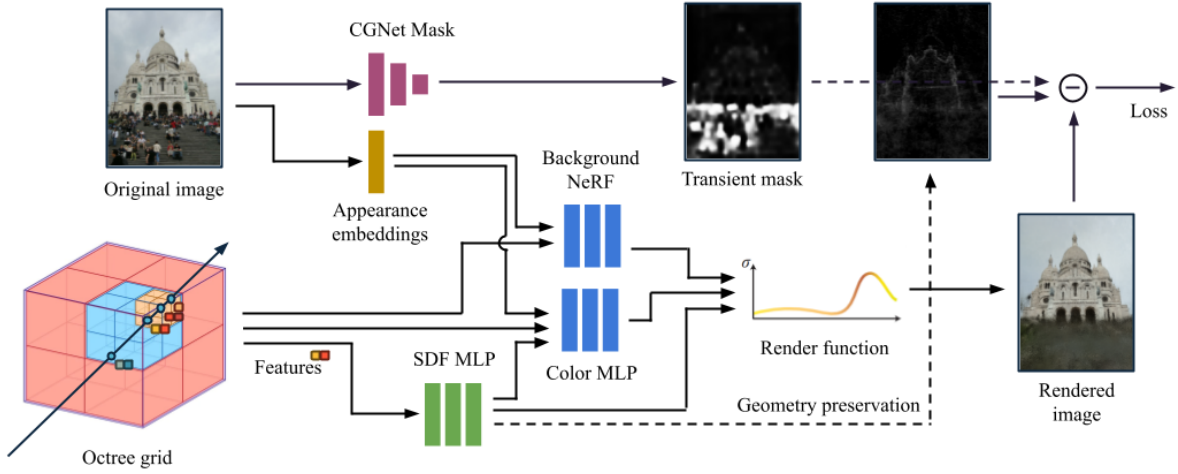 CGNet Mask
Original image
Appearance
embeddings
Background
NeRF
Transient mask
Loss
σ
Features
SDF MLP
Color MLP
Render function
Geometry preservation
Rendered
image
Octree grid